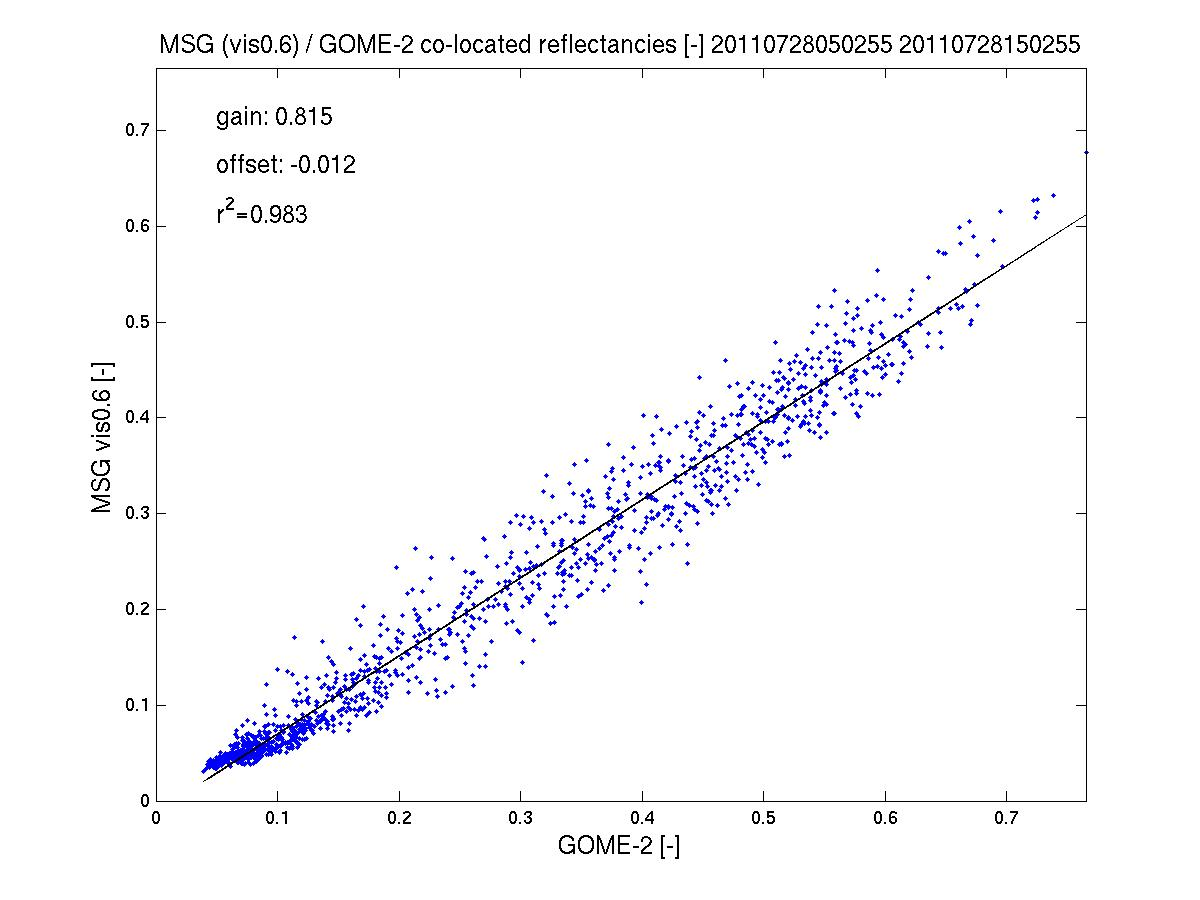 MSG (vis0.6) / GOME-2 co-located reflectancies [-] 20110728050255 20110728150255
gain: 0.815
offset: -0.012
r²=0.983
0.7
0.6
0.5
0.4
0.3
0.2
0.1
0
MSG vis0.6 [-]
0 0.1 0.2 0.3 0.4 0.5 0.6 0.7
GOME-2 [-]